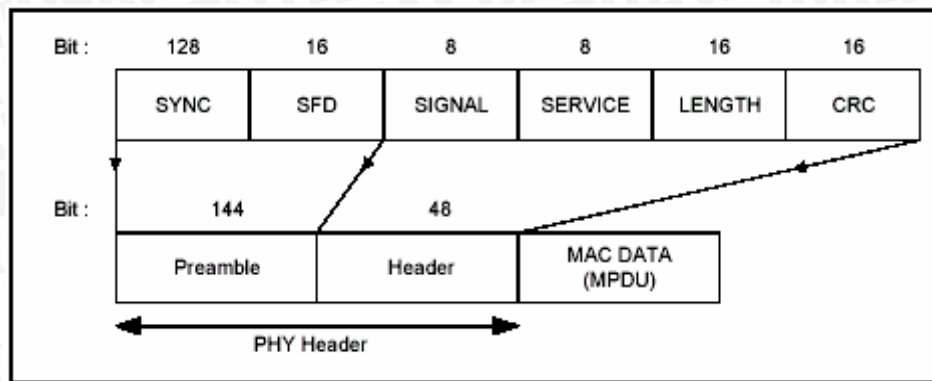 Bit : 128 16 8 8 16 16
SYNC SFD SIGNAL SERVICE LENGTH CRC
Bit : 144 48
Preamble Header MAC DATA
(MPDU)
PHY Header